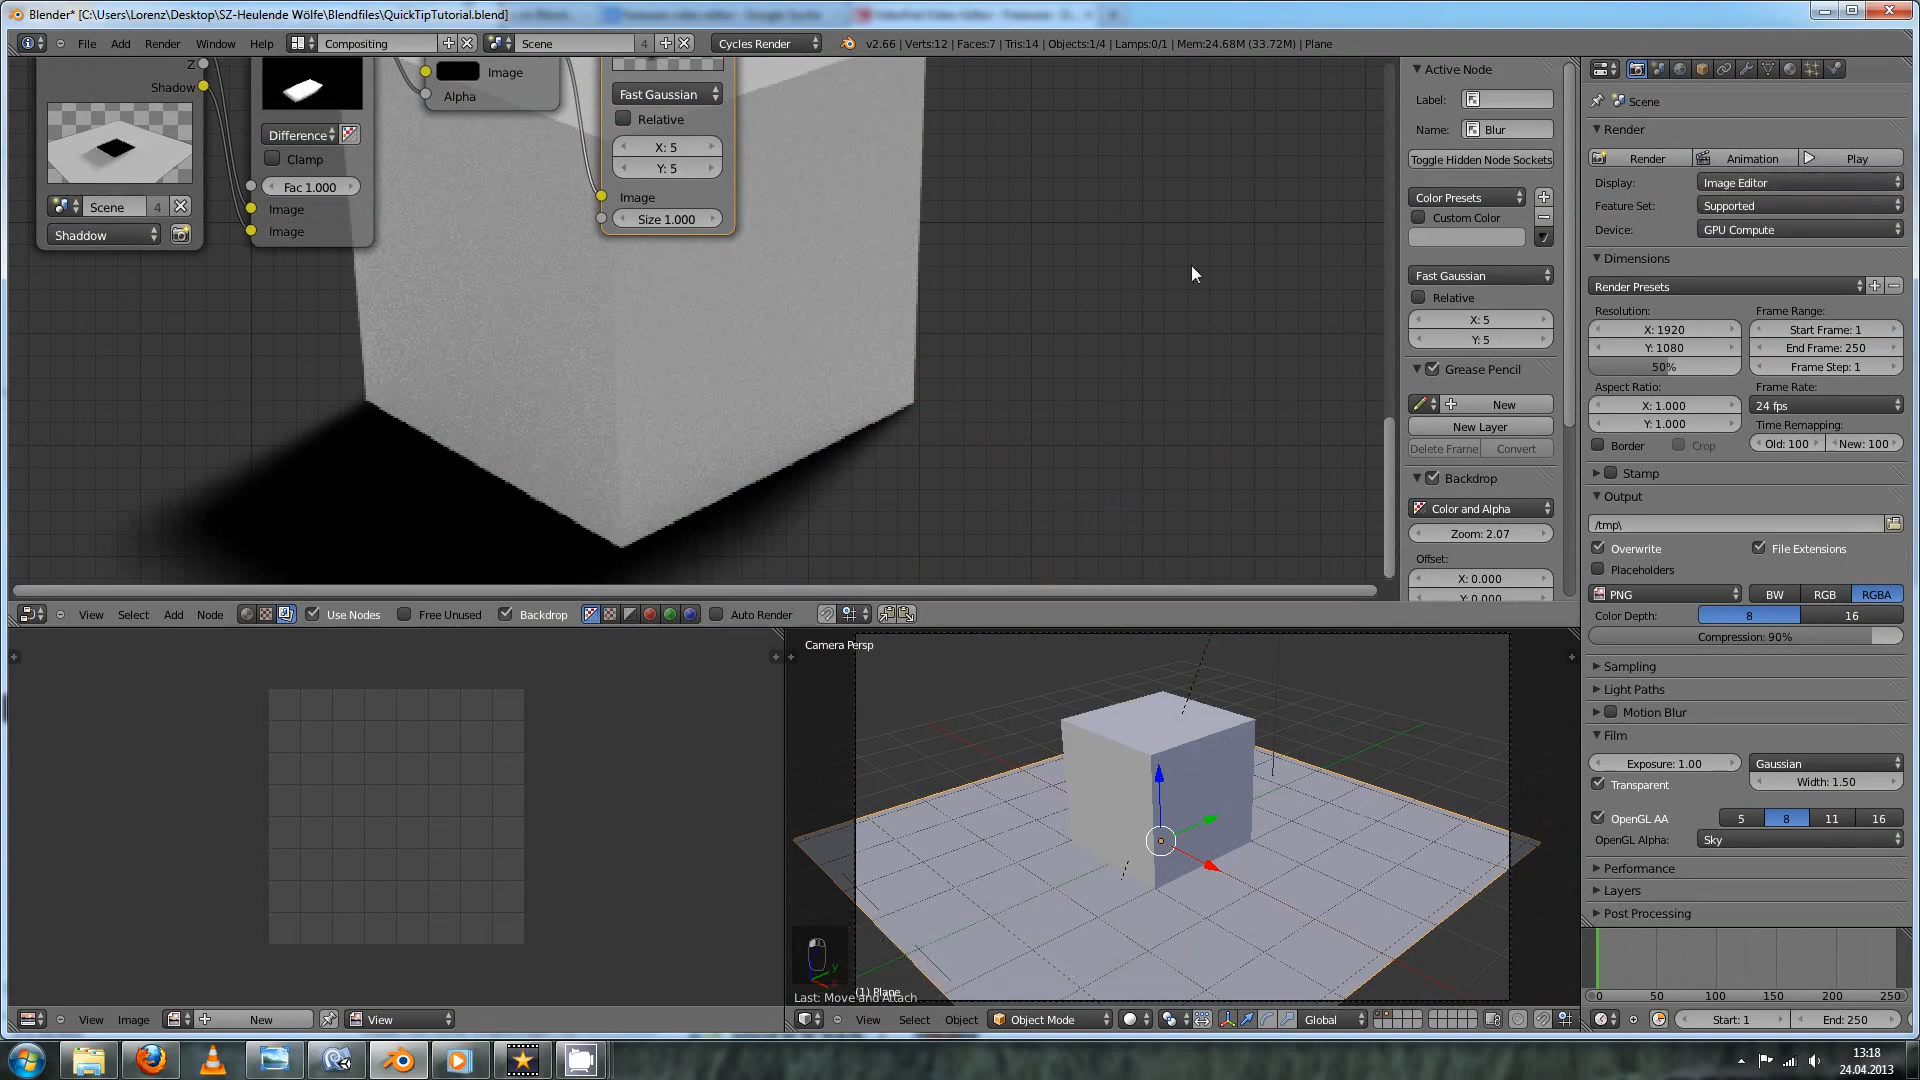 Blender* [C:\Users\Lorenz\Desktop\SZ-Heulende Wölfe\Blendfiles\QuickTipTutorial.blend]
File Add Render Window Help Compositing Scene 4 Cycles Render v2.66 | Verts:12 | Faces:7 | Tris:14 | Objects:1/4 | Lamps:0/1 | Mem:24.68M (33.72M) | Plane
Z
Shadow
Scene 4
Shaddow
Difference
Clamp
Fac 1.000
Image
Image
Image
Alpha
Fast Gaussian
Relative
X: 5
Y: 5
Image
Size 1.000
Active Node
Label:
Name: Blur
Toggle Hidden Node Sockets
Color Presets
Custom Color
Fast Gaussian
Relative
X: 5
Y: 5
Grease Pencil
New
New Layer
Delete Frame Convert
Backdrop
Color and Alpha
Zoom: 2.07
Offset:
X: 0.000
Y: 0.000
View Select Add Node Use Nodes Free Unused Backdrop Auto Render
Scene
Render
Render Animation Play
Display: Image Editor
Feature Set: Supported
Device: GPU Compute
Dimensions
Render Presets
Resolution: Frame Range:
X: 1920 Start Frame: 1
Y: 1080 End Frame: 250
50% Frame Step: 1
Aspect Ratio: Frame Rate:
X: 1.000 24 fps
Y: 1.000 Time Remapping:
Border Crop Old: 100 New: 100
Stamp
Output
/tmp\
Overwrite File Extensions
Placeholders
PNG BW RGB RGBA
Color Depth: 8 16
Compression: 90%
Sampling
Light Paths
Motion Blur
Film
Exposure: 1.00 Gaussian
Transparent Width: 1.50
OpenGL AA 5 8 11 16
OpenGL Alpha: Sky
Performance
Layers
Post Processing
0 50 100 150 200 250
Start: 1 End: 250
Camera Persp
(1) Plane
Last: Move and Attach
View Image New View
View Select Object Object Mode Global
13:18
24.04.2013